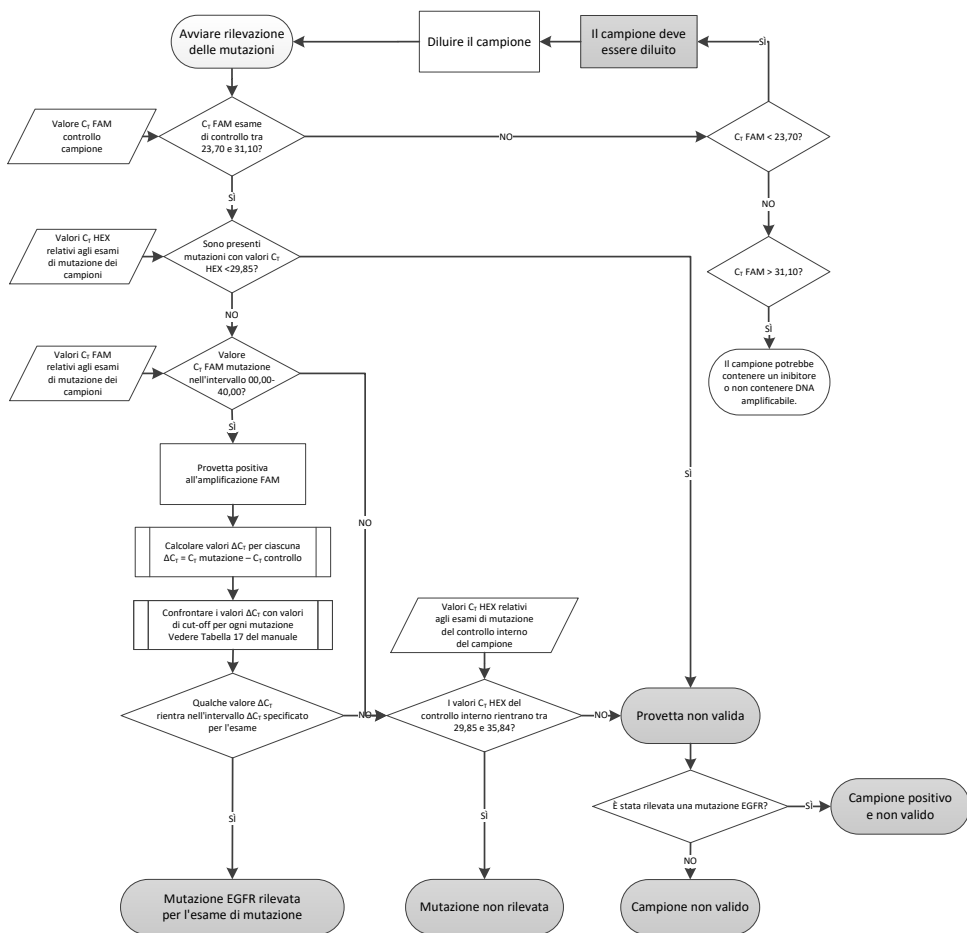 Avviare rilevazione
delle mutazioni
Diluire il campione
Il campione deve
essere diluito
SÌ
Valore CT FAM
controllo
campione
CT FAM esame
di controllo tra
23,70 e 31,10?
NO
CT FAM < 23,70?
SÌ
NO
Valori CT HEX
relativi agli esami
di mutazione dei
campioni
Sono presenti
mutazioni con valori CT
HEX <29,85?
CT FAM > 31,10?
NO
SÌ
Valori CT FAM
relativi agli esami
di mutazione dei
campioni
Valore
CT FAM mutazione
nell'intervallo 00,00-
40,00?
Il campione potrebbe
contenere un inibitore
o non contenere DNA
amplificabile.
SÌ
Provetta positiva
all'amplificazione FAM
SÌ
NO
Calcolare valori ΔCT per ciascuna
ΔCT = CT mutazione – CT controllo
Confrontare i valori ΔCT con valori
di cut-off per ogni mutazione
Vedere Tabella 17 del manuale
Valori CT HEX relativi
agli esami di mutazione
del controllo interno
del campione
Qualche valore ΔCT
rientra nell'intervallo ΔCT specificato
per l'esame
NO
I valori CT HEX del
controllo interno rientrano tra
29,85 e 35,84?
NO
Provetta non valida
È stata rilevata una mutazione EGFR?
SÌ
Campione positivo
e non valido
SÌ
SÌ
NO
Mutazione EGFR rilevata
per l'esame di mutazione
Mutazione non rilevata
Campione non valido